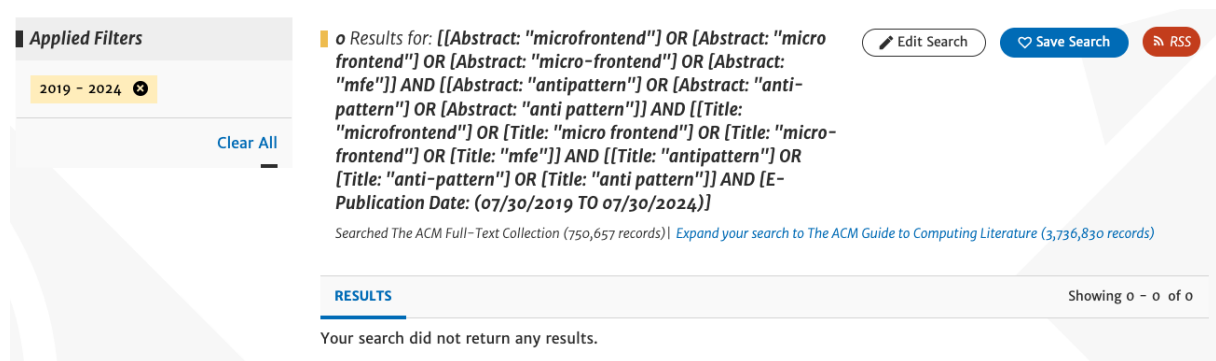 Applied Filters
2019 - 2024
Clear All
0 Results for: [[Abstract: "microfrontend"] OR [Abstract: "micro
frontend"] OR [Abstract: "micro-frontend"] OR [Abstract:
"mfe"]] AND [[Abstract: "antipattern"] OR [Abstract: "anti-
pattern"] OR [Abstract: "anti pattern"]] AND [[Title:
"microfrontend"] OR [Title: "micro frontend"] OR [Title: "micro-
frontend"] OR [Title: "mfe"]] AND [[Title: "antipattern"] OR
[Title: "anti-pattern"] OR [Title: "anti pattern"]] AND [E-
Publication Date: (07/30/2019 TO 07/30/2024)]
Edit Search
Save Search
RSS
Searched The ACM Full-Text Collection (750,657 records)| Expand your search to The ACM Guide to Computing Literature (3,736,830 records)
RESULTS
Showing 0 - 0 of 0
Your search did not return any results.